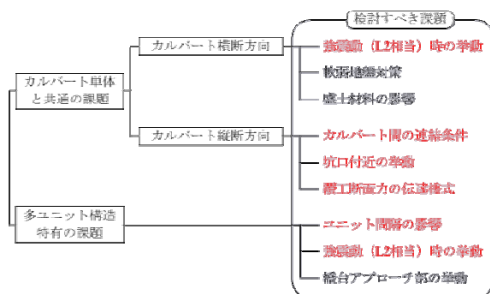 検討すべき課題
カルバート横断方向
強震動（L2相当）時の挙動
軟弱地盤対策
盛土材料の影響
カルバート単体
と共通の課題
カルバート縦断方向
カルバート間の連結条件
坑口付近の挙動
覆工断面力の伝達様式
多ユニット構造
特有の課題
ユニット間隔の影響
強震動（L2相当）時の挙動
橋台アプローチ部の挙動